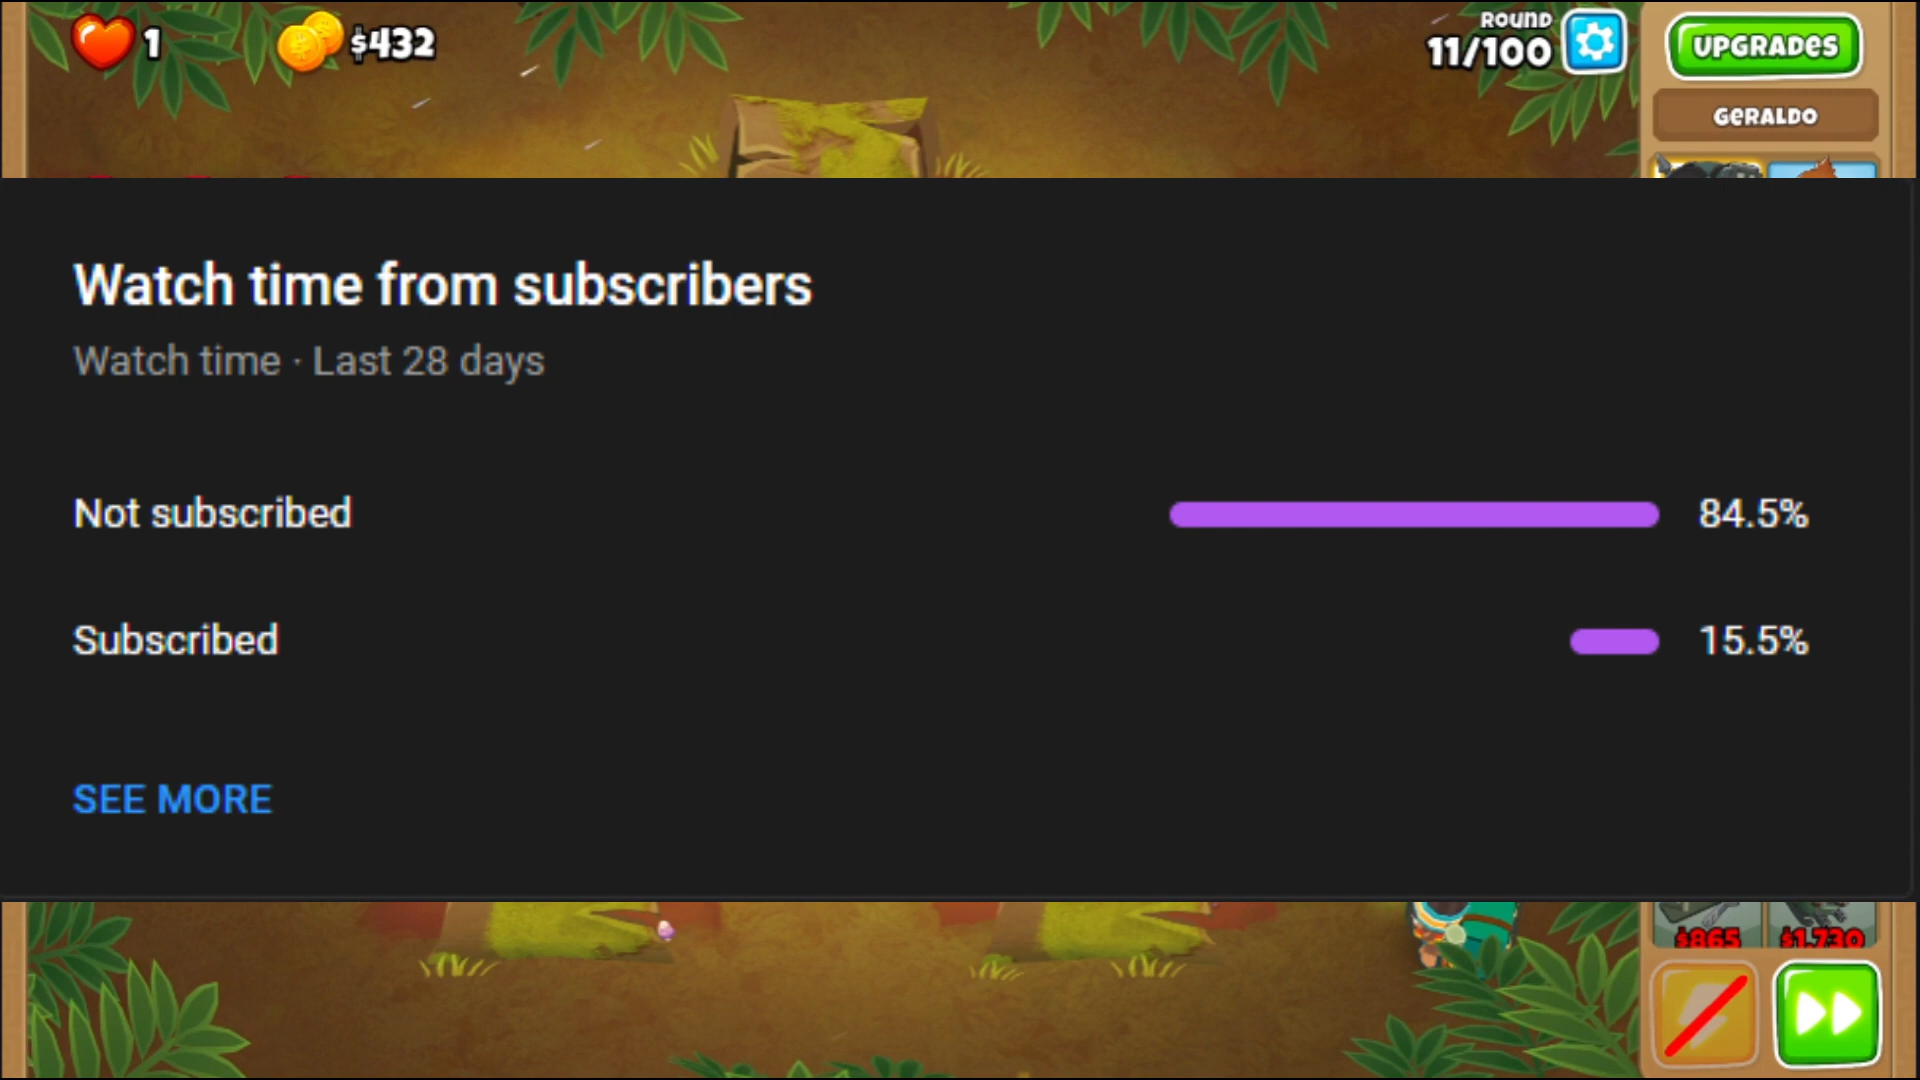 1
$432
ROUND
11/100
UPGRADES
GERALDO
Watch time from subscribers
Watch time · Last 28 days
Not subscribed 84.5%
Subscribed 15.5%
SEE MORE
$865 $1,730